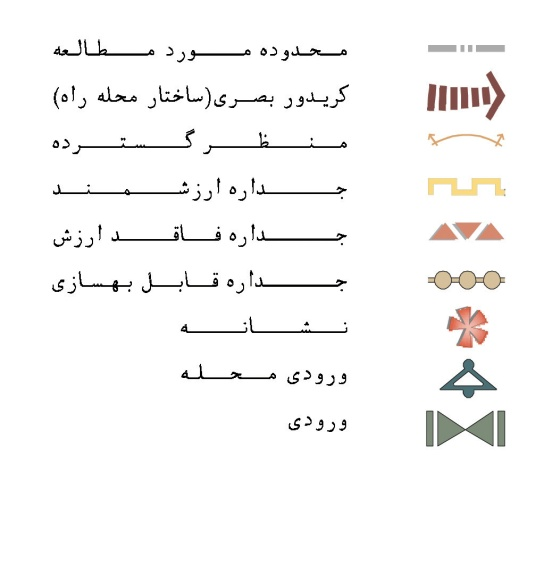 محدوده مورد مطالعه
کریدور بصری(ساختار محله راه)
منظر گسترده
جداره ارزشمند
جداره فاقد ارزش
جداره قابل بهسازی
نشانه
ورودی محله
ورودی